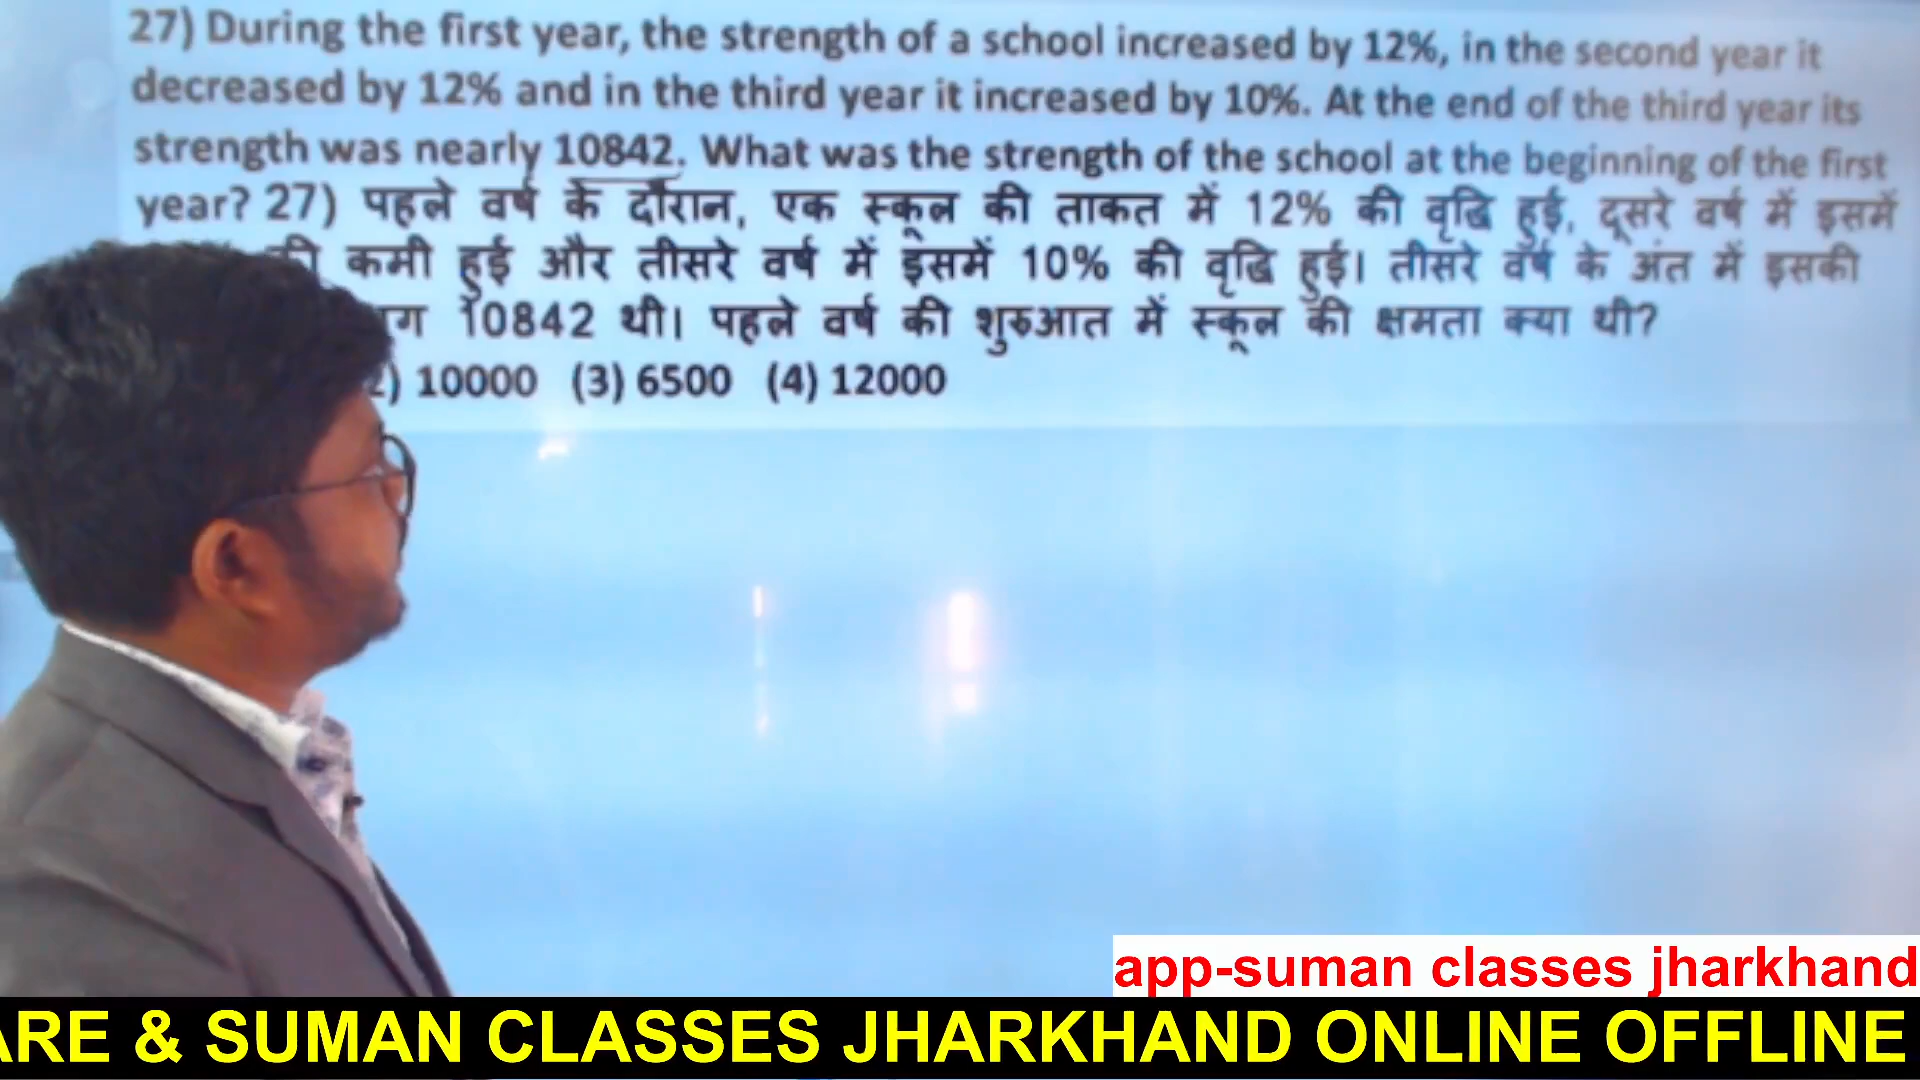 27) During the first year, the strength of a school increased by 12%, in the second year it
decreased by 12% and in the third year it increased by 10%. At the end of the third year its
strength was nearly 10842. What was the strength of the school at the beginning of the first
year? 27) पहले वर्ष के दौरान, एक स्कूल की ताकत में 12% की वृद्धि हुई, दूसरे वर्ष में इसमें
की कमी हुई और तीसरे वर्ष में इसमें 10% की वृद्धि हुई। तीसरे वर्ष के अंत में इसकी
10842 थी। पहले वर्ष की शुरुआत में स्कूल की क्षमता क्या थी?
2) 10000 (3) 6500 (4) 12000
app-suman classes jharkhand
ARE & SUMAN CLASSES JHARKHAND ONLINE OFFLINE